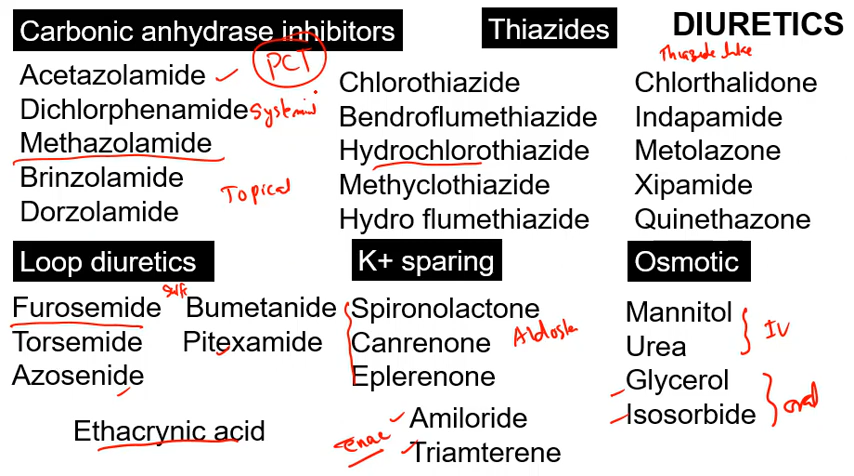 DIURETICS
Carbonic anhydrase inhibitors
PCT
Acetazolamide
Dichlorphenamide
Systemic
Methazolamide
Brinzolamide
Topical
Dorzolamide
Thiazides
Chlorothiazide
Bendroflumethiazide
Hydrochlorothiazide
Methyclothiazide
Hydro flumethiazide
Thiazide like
Chlorthalidone
Indapamide
Metolazone
Xipamide
Quinethazone
Loop diuretics
Furosemide
Bumetanide
Torsemide
Pitexamide
Azosenide
Ethacrynic acid
K+ sparing
Spironolactone
Canrenone
Eplerenone
Amiloride
Triamterene
ENaC
Osmotic
Mannitol
Urea
IV
Glycerol
Isosorbide
oral